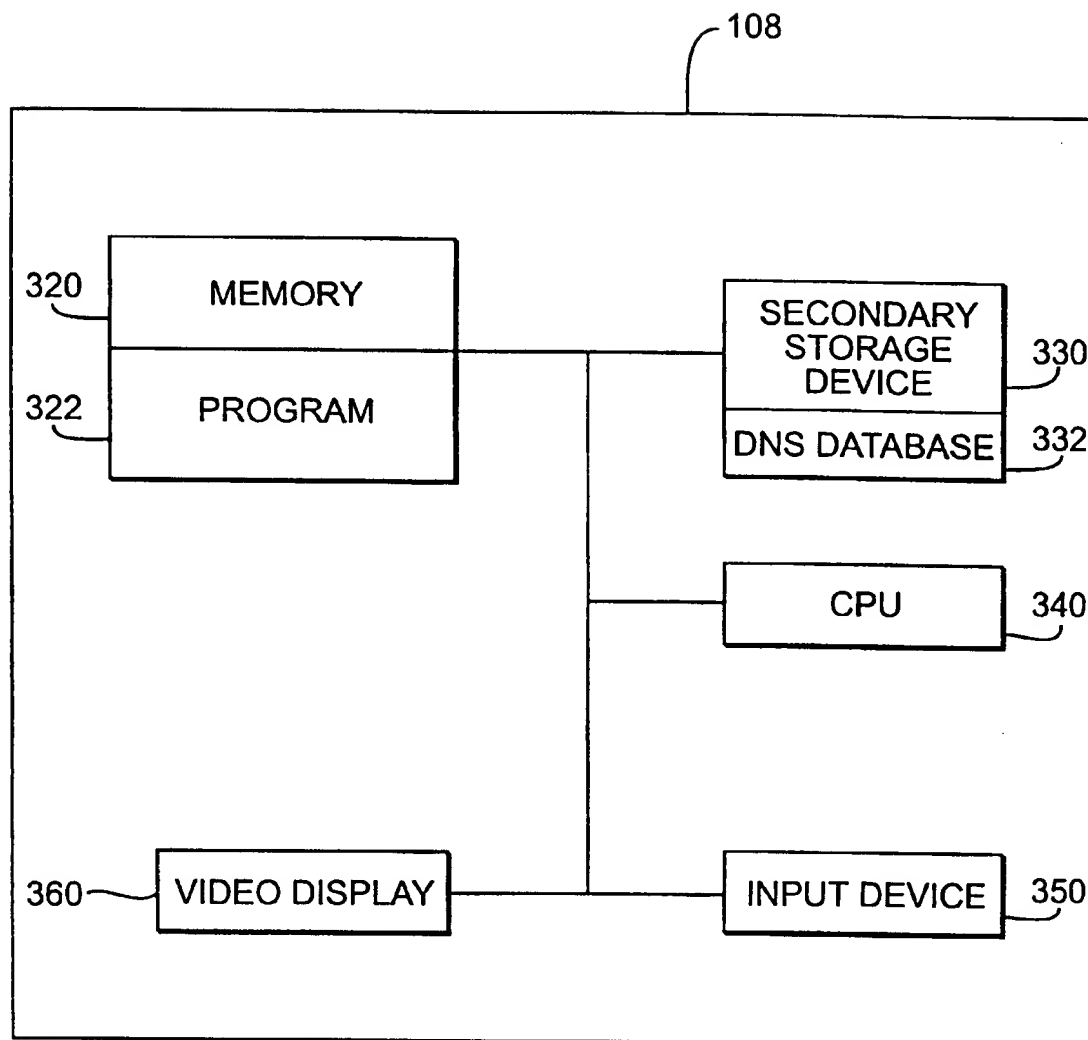 108
320
MEMORY
322
PROGRAM
SECONDARY
STORAGE
DEVICE
330
DNS DATABASE
332
CPU
340
360
VIDEO DISPLAY
INPUT DEVICE
350